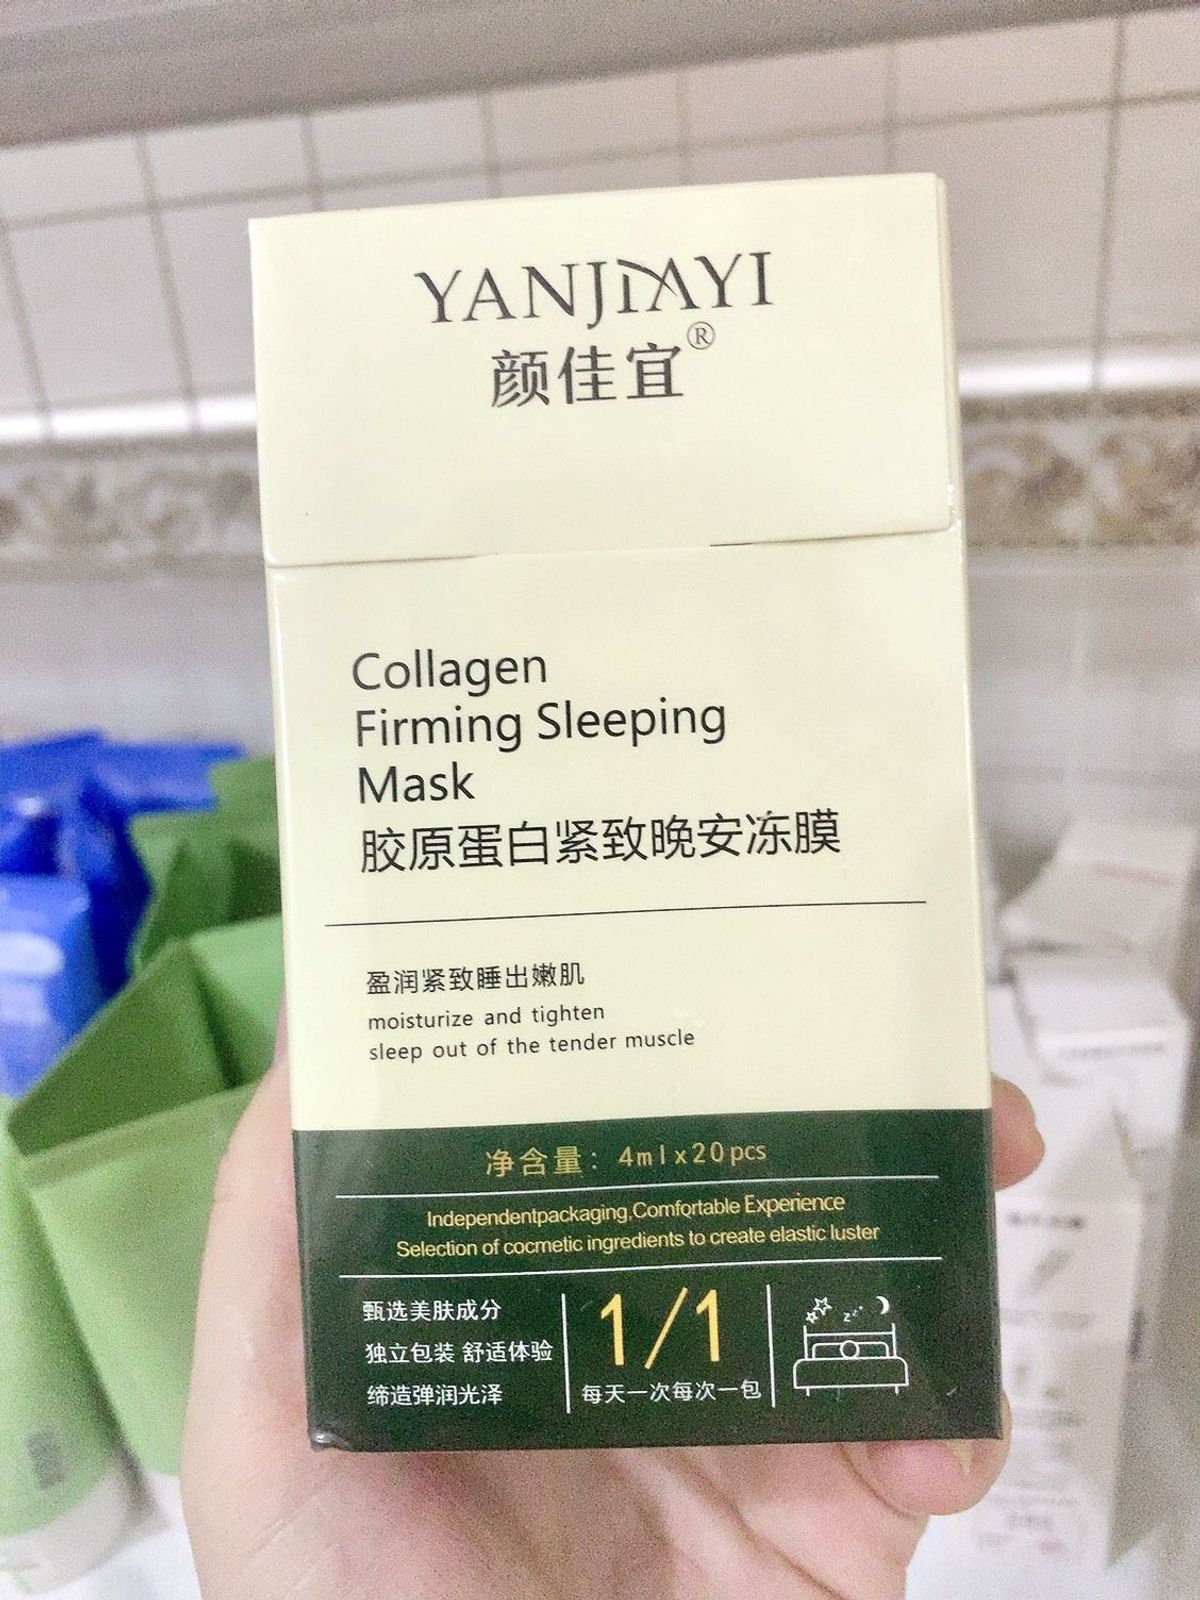 YANJIAYI
颜佳宜®
Collagen
Firming Sleeping
Mask
胶原蛋白紧致晚安冻膜
盈润紧致睡出嫩肌
moisturize and tighten
sleep out of the tender muscle
净含量: 4mlx20pcs
Independentpackaging,Comfortable Experience
Selection of cocmetic ingredients to create elastic luster
甄选美肤成分
独立包装 舒适体验
缔造弹润光泽
1/1
每天一次每次一包
zz